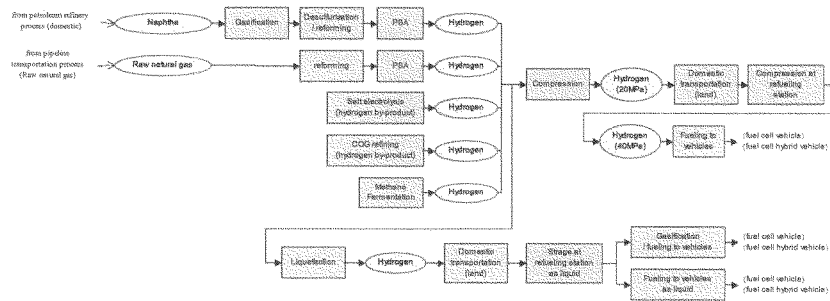 from petroleum refinery
process (domestic)
Naphtha
Gasification
Desulfurisation
/ reforming
PSA
Hydrogen
from pipeline
transportation process
(Raw natural gas)
Raw natural gas
reforming
PSA
Hydrogen
Salt electrolysis
(hydrogen by-product)
Hydrogen
COG refining
(hydrogen by-product)
Hydrogen
Methane
Fermentation
Hydrogen
Compression
Hydrogen
(20MPa)
Domestic
transportation
(land)
Compression at
refueling
station
Hydrogen
(40MPa)
Fueling to
vehicles
(fuel cell vehicle)
(fuel cell hybrid vehicle)
Liquefaction
Hydrogen
Domestic
transportation
(land)
Strage at
refueling station
as liquid
Gasification
/ fueling to vehicles
(fuel cell vehicle)
(fuel cell hybrid vehicle)
Fueling to vehicles
as liquid
(fuel cell vehicle)
(fuel cell hybrid vehicle)